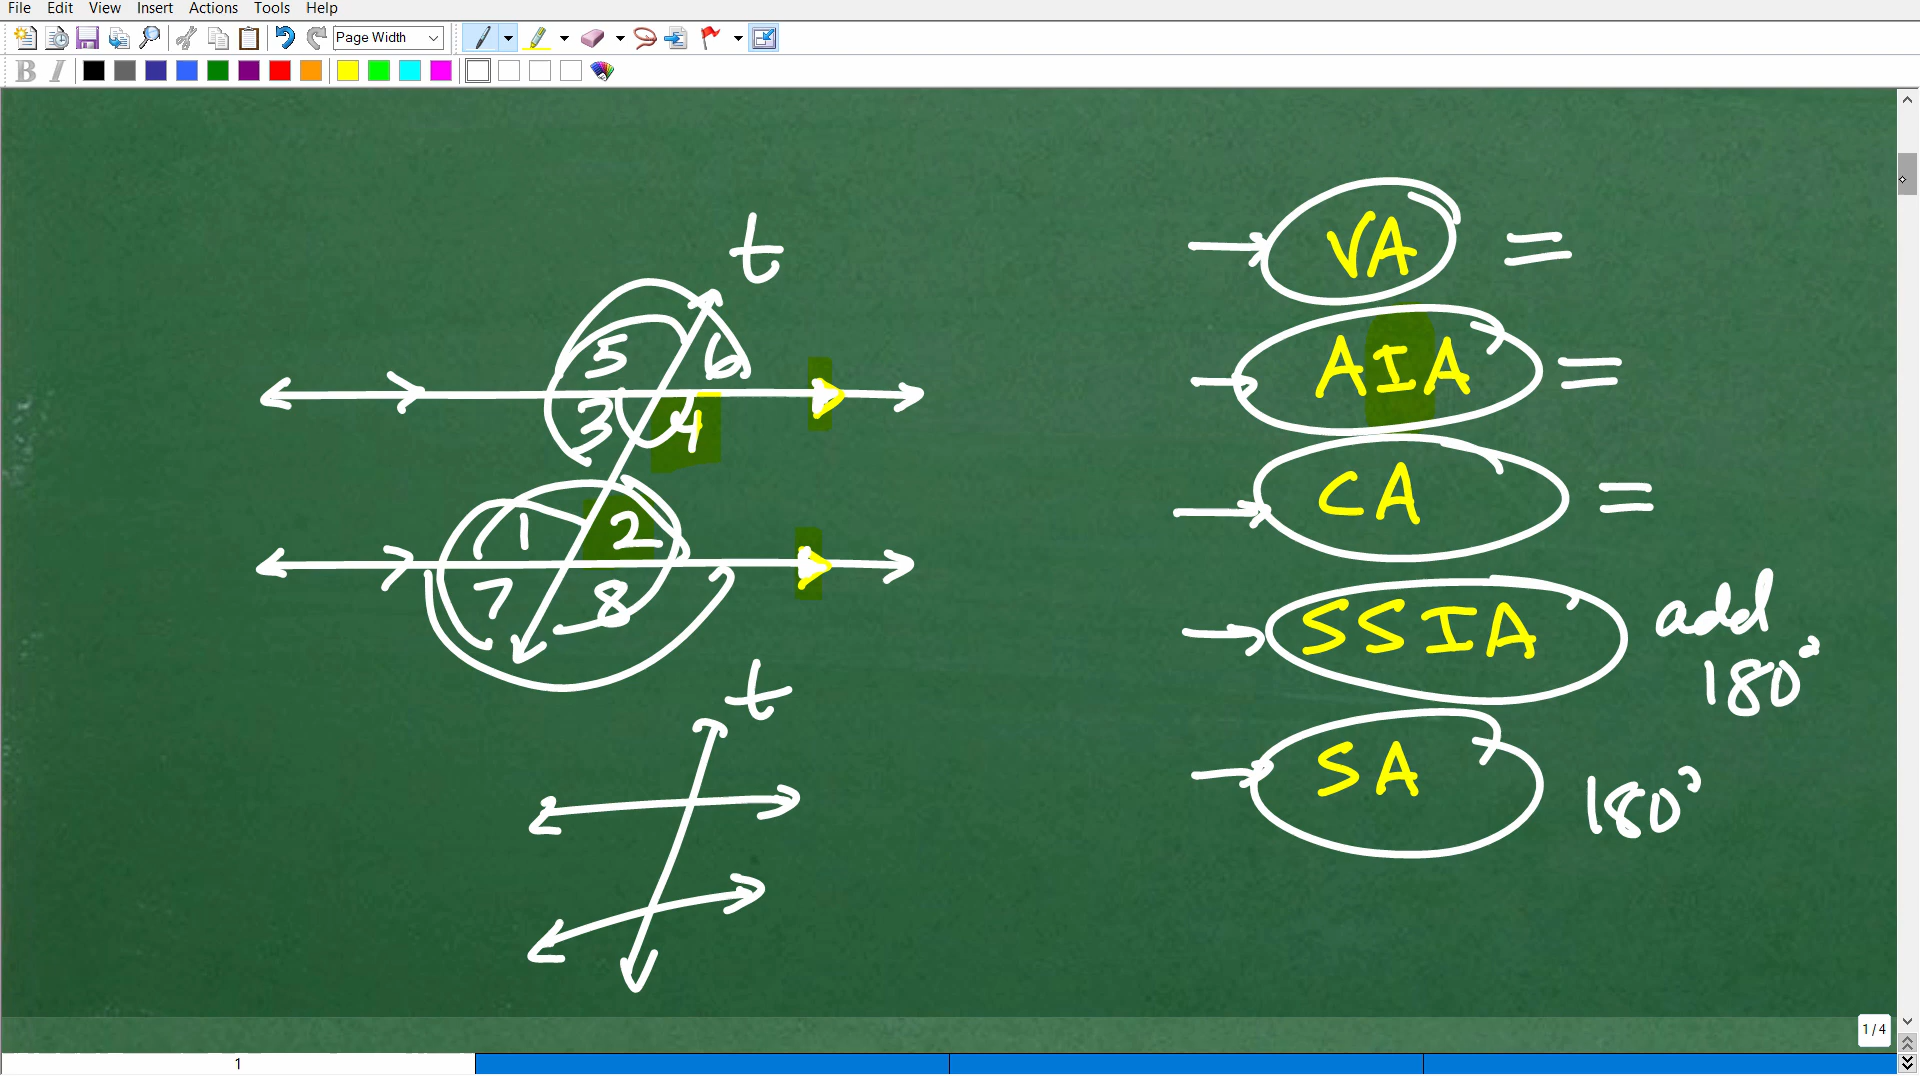 File Edit View Insert Actions Tools Help
Page Width
B I
t
VA =
5 6
AIA =
3 4
CA =
1 2
7 8
SSIA add
180°
t
SA 180°
1 / 4
1